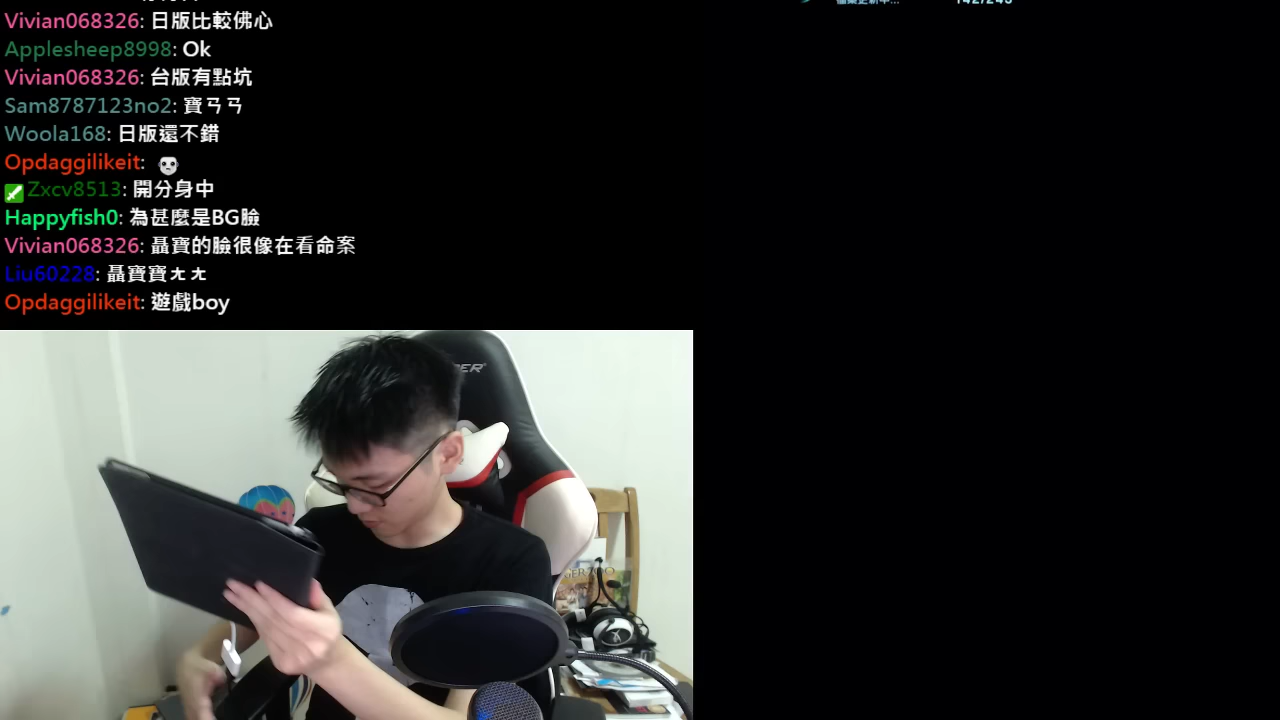 Vivian068326: 日版比較佛心
Applesheep8998: Ok
Vivian068326: 台版有點坑
Sam8787123no2: 寶ㄢㄢ
Woola168: 日版還不錯
Opdaggilikeit:
Zxcv8513: 開分身中
Happyfish0: 為甚麼是BG臉
Vivian068326: 聶寶的臉很像在看命案
Liu60228: 聶寶寶ㄤㄤ
Opdaggilikeit: 遊戲boy
ER